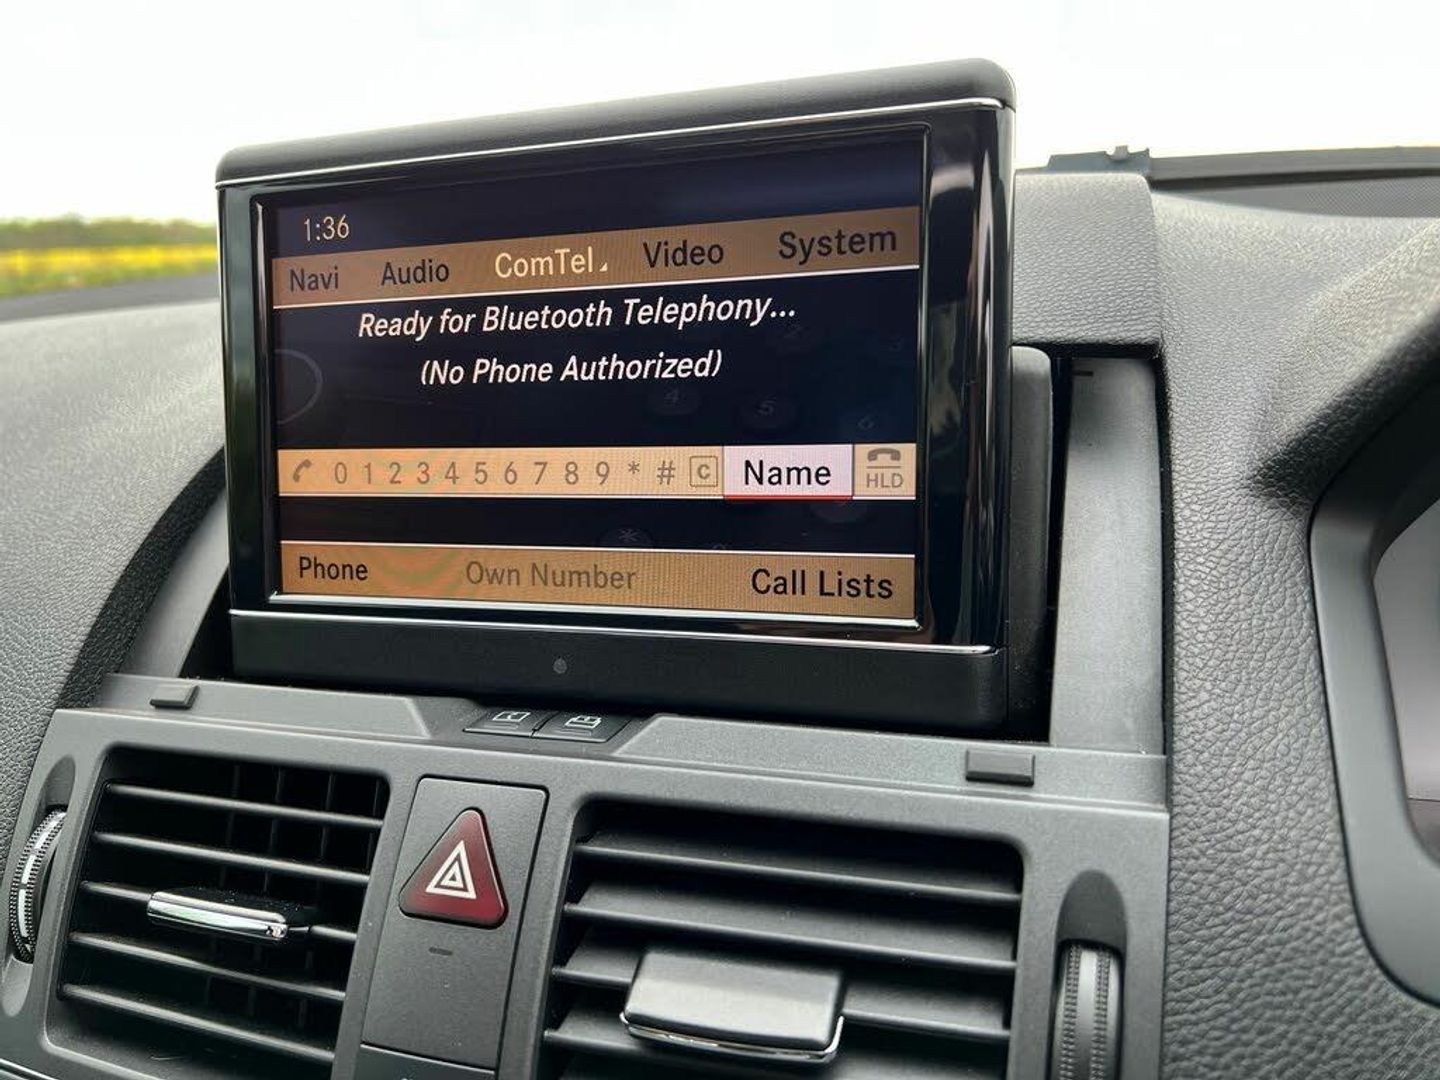 1:36
Navi Audio ComTel Video System
Ready for Bluetooth Telephony...
(No Phone Authorized)
0 1 2 3 4 5 6 7 8 9 * # C Name HLD
Phone Own Number Call Lists